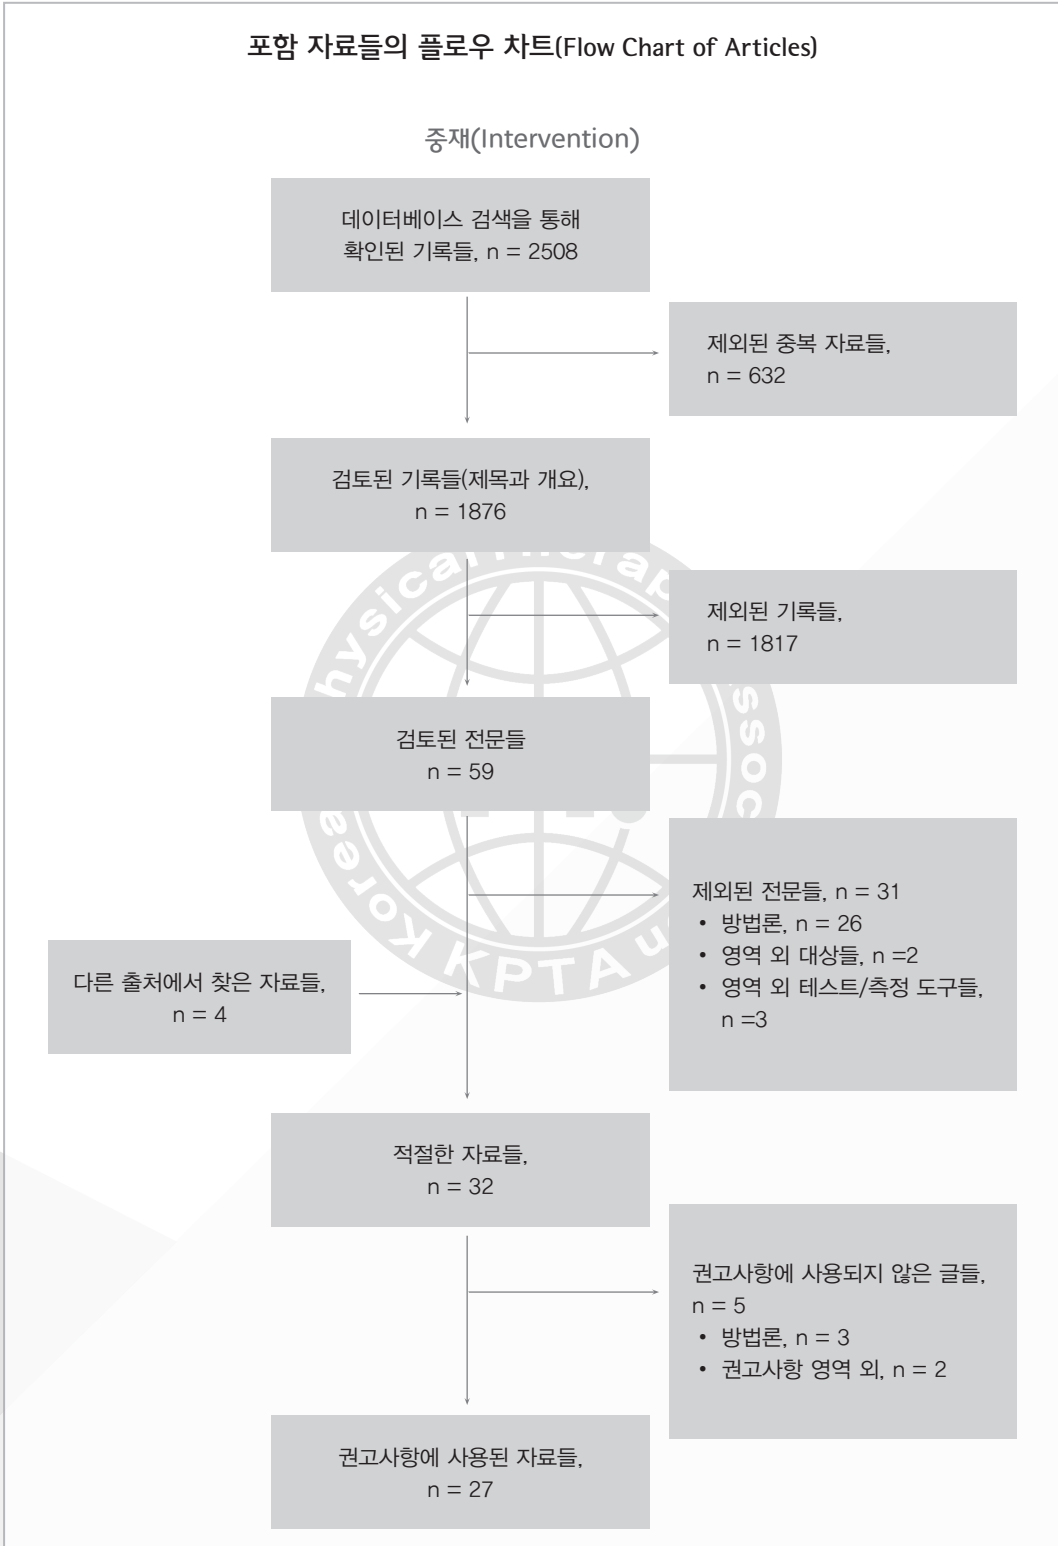 포함 자료들의 플로우 차트(Flow Chart of Articles)
중재(Intervention)
데이터베이스 검색을 통해
확인된 기록들, n = 2508
제외된 중복 자료들,
n = 632
검토된 기록들(제목과 개요),
n = 1876
제외된 기록들,
n = 1817
검토된 전문들
n = 59
제외된 전문들, n = 31
• 방법론, n = 26
• 영역 외 대상들, n =2
• 영역 외 테스트/측정 도구들,
n =3
다른 출처에서 찾은 자료들,
n = 4
적절한 자료들,
n = 32
권고사항에 사용되지 않은 글들,
n = 5
• 방법론, n = 3
• 권고사항 영역 외, n = 2
권고사항에 사용된 자료들,
n = 27
KPTA